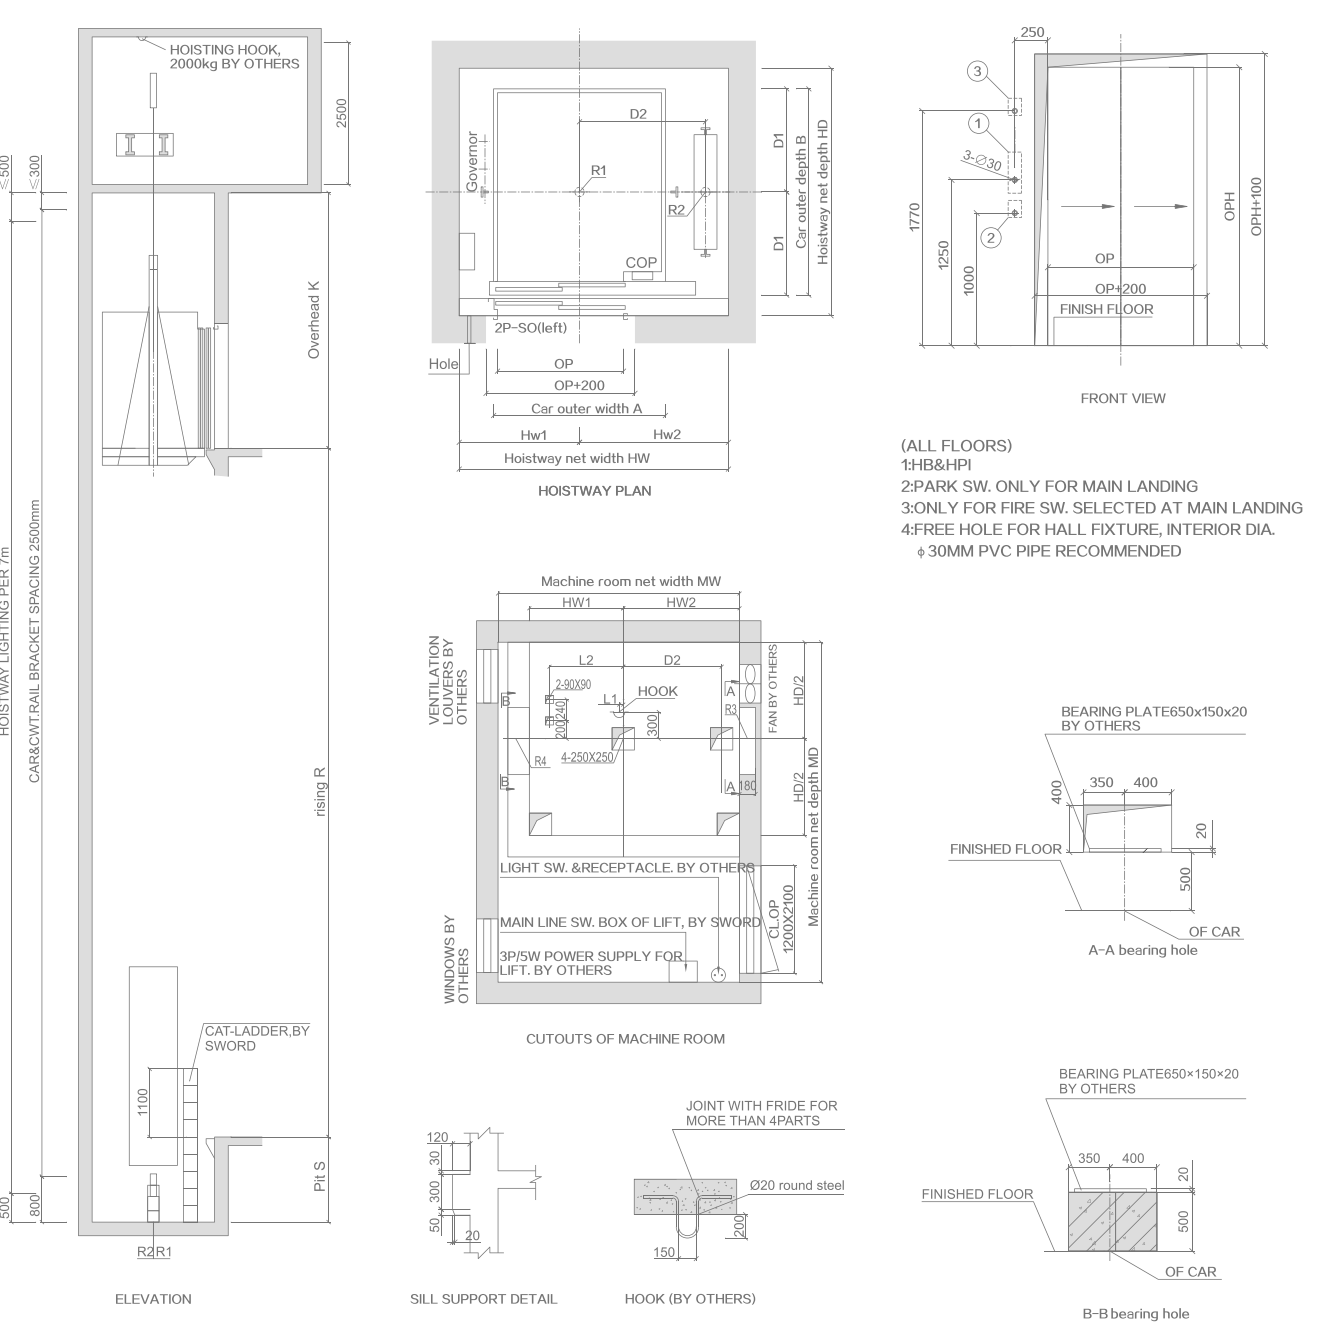 HOISTING HOOK,
2000kg BY OTHERS
2500
≤500
≤300
Overhead K
HOISTWAY LIGHTING PER 7m
CAR&CWT.RAIL BRACKET SPACING 2500mm
rising R
CAT-LADDER,BY
SWORD
1100
Pit S
500
800
R2 R1
ELEVATION
D2
Governor
R1
R2
COP
D1
D1
Car outer depth B
Hoistway net depth HD
2P-SO(left)
Hole
OP
OP+200
Car outer width A
Hw1
Hw2
Hoistway net width HW
HOISTWAY PLAN
250
3
1
3-∅30
2
1770
1250
1000
OP
OP+200
FINISH FLOOR
OPH
OPH+100
FRONT VIEW
(ALL FLOORS)
1:HB&HPI
2:PARK SW. ONLY FOR MAIN LANDING
3:ONLY FOR FIRE SW. SELECTED AT MAIN LANDING
4:FREE HOLE FOR HALL FIXTURE, INTERIOR DIA.
ϕ 30MM PVC PIPE RECOMMENDED
Machine room net width MW
HW1
HW2
VENTILATION
LOUVERS BY
OTHERS
L2
D2
2-90X90
B
L1
HOOK
A
R3
FAN BY OTHERS
HD/2
240
200
300
R4
4-250X250
B
A
180
HD/2
Machine room net depth MD
LIGHT SW. &RECEPTACLE. BY OTHERS
MAIN LINE SW. BOX OF LIFT, BY SWORD
CL.OP
1200X2100
3P/5W POWER SUPPLY FOR
LIFT. BY OTHERS
WINDOWS BY
OTHERS
CUTOUTS OF MACHINE ROOM
BEARING PLATE650x150x20
BY OTHERS
350
400
400
20
FINISHED FLOOR
500
OF CAR
A-A bearing hole
120
30
300
50
20
SILL SUPPORT DETAIL
JOINT WITH FRIDE FOR
MORE THAN 4PARTS
Ø20 round steel
200
150
HOOK (BY OTHERS)
BEARING PLATE650×150×20
BY OTHERS
350
400
20
FINISHED FLOOR
500
OF CAR
B-B bearing hole